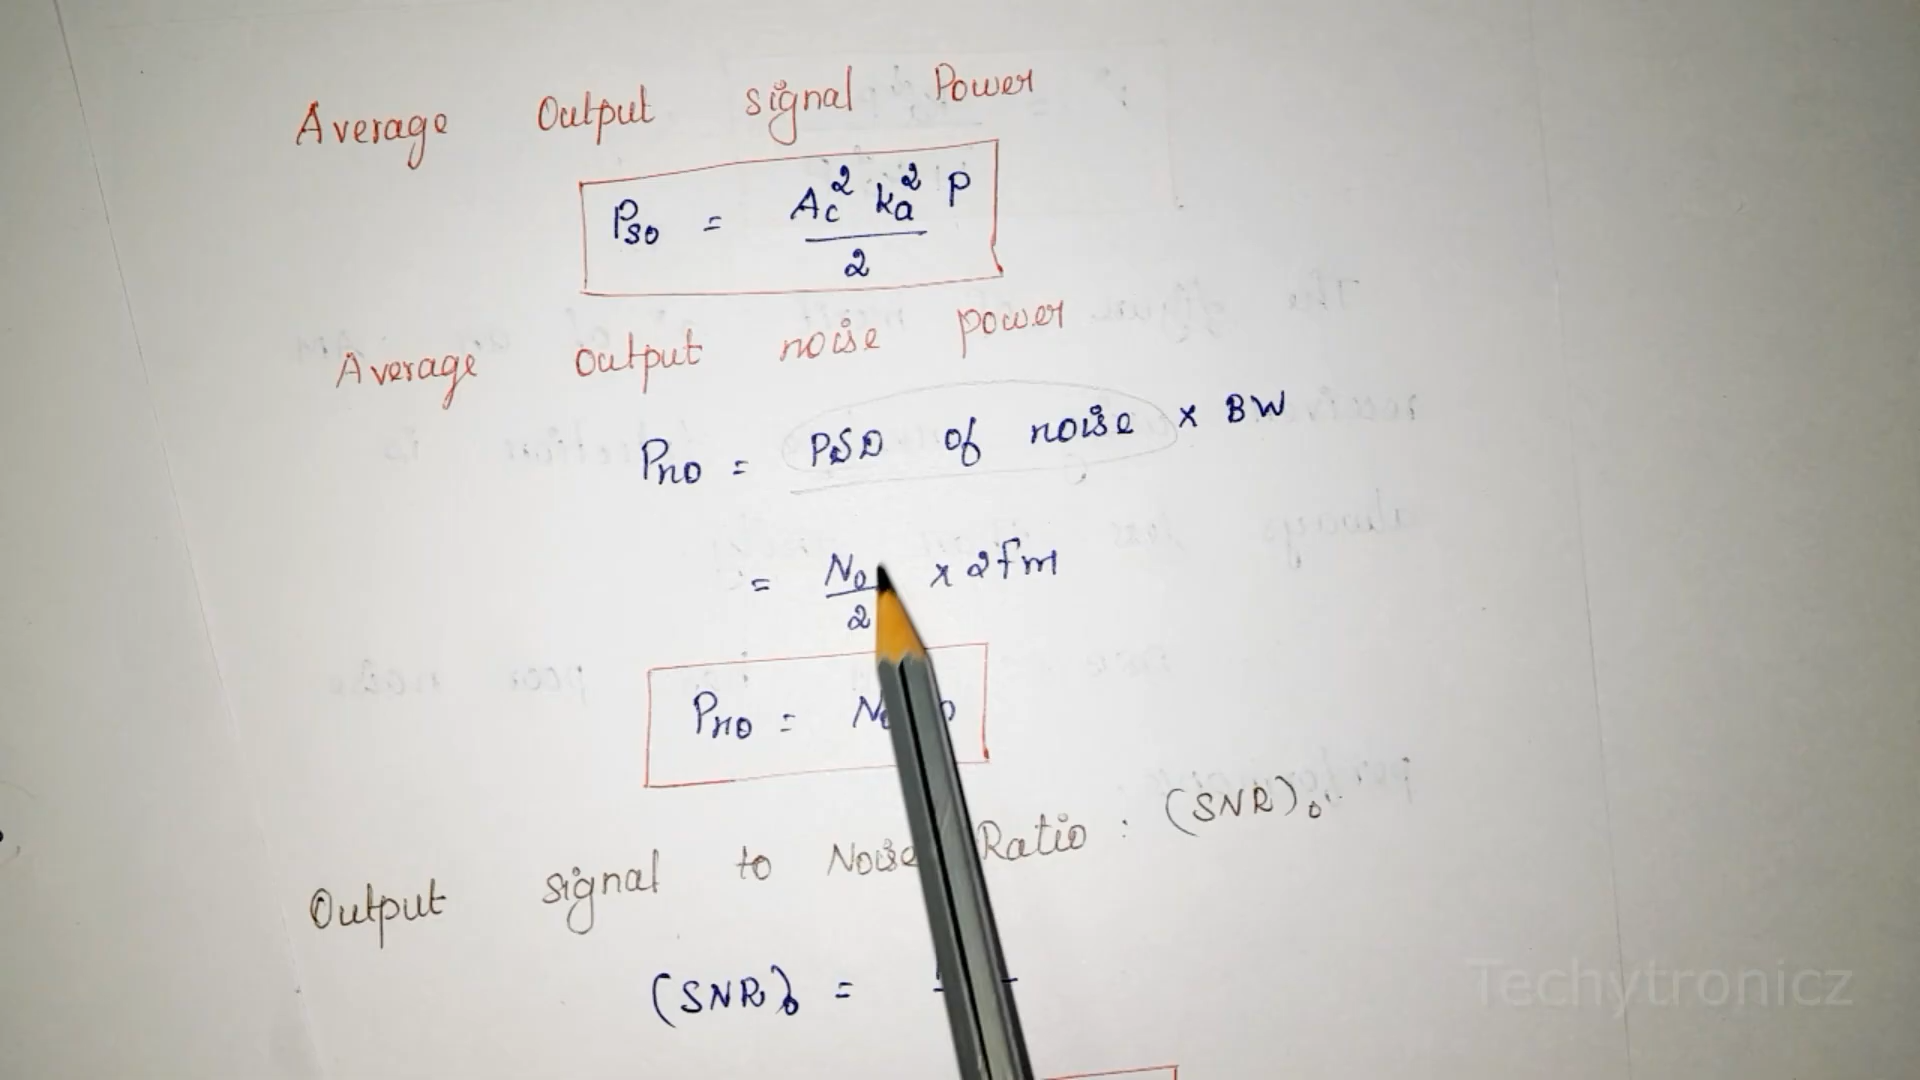 Average Output signal Power
Pso = Ac² ka² P / 2
Average output noise power
Pno = PSD of noise × BW
= No / 2 × 2fm
Pno =
Output signal to Noise Ratio : (SNR)o.
(SNR)o =
Techytronicz